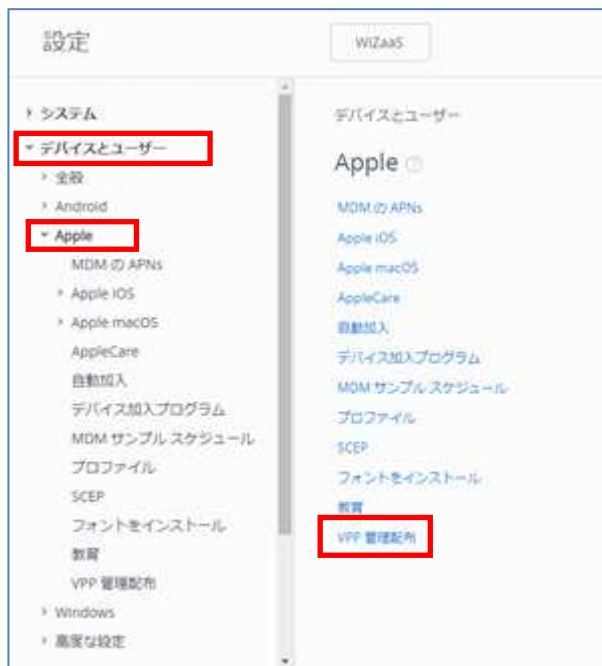 設定
WiZaaS
システム
デバイスとユーザー
全般
Android
Apple
MDM の APNs
Apple iOS
Apple macOS
AppleCare
自動加入
デバイス加入プログラム
MDM サンプル スケジュール
プロファイル
SCEP
フォントをインストール
教育
VPP 管理配布
Windows
高度な設定
デバイスとユーザー
Apple
MDM の APNs
Apple iOS
Apple macOS
AppleCare
自動加入
デバイス加入プログラム
MDM サンプル スケジュール
プロファイル
SCEP
フォントをインストール
教育
VPP 管理配布